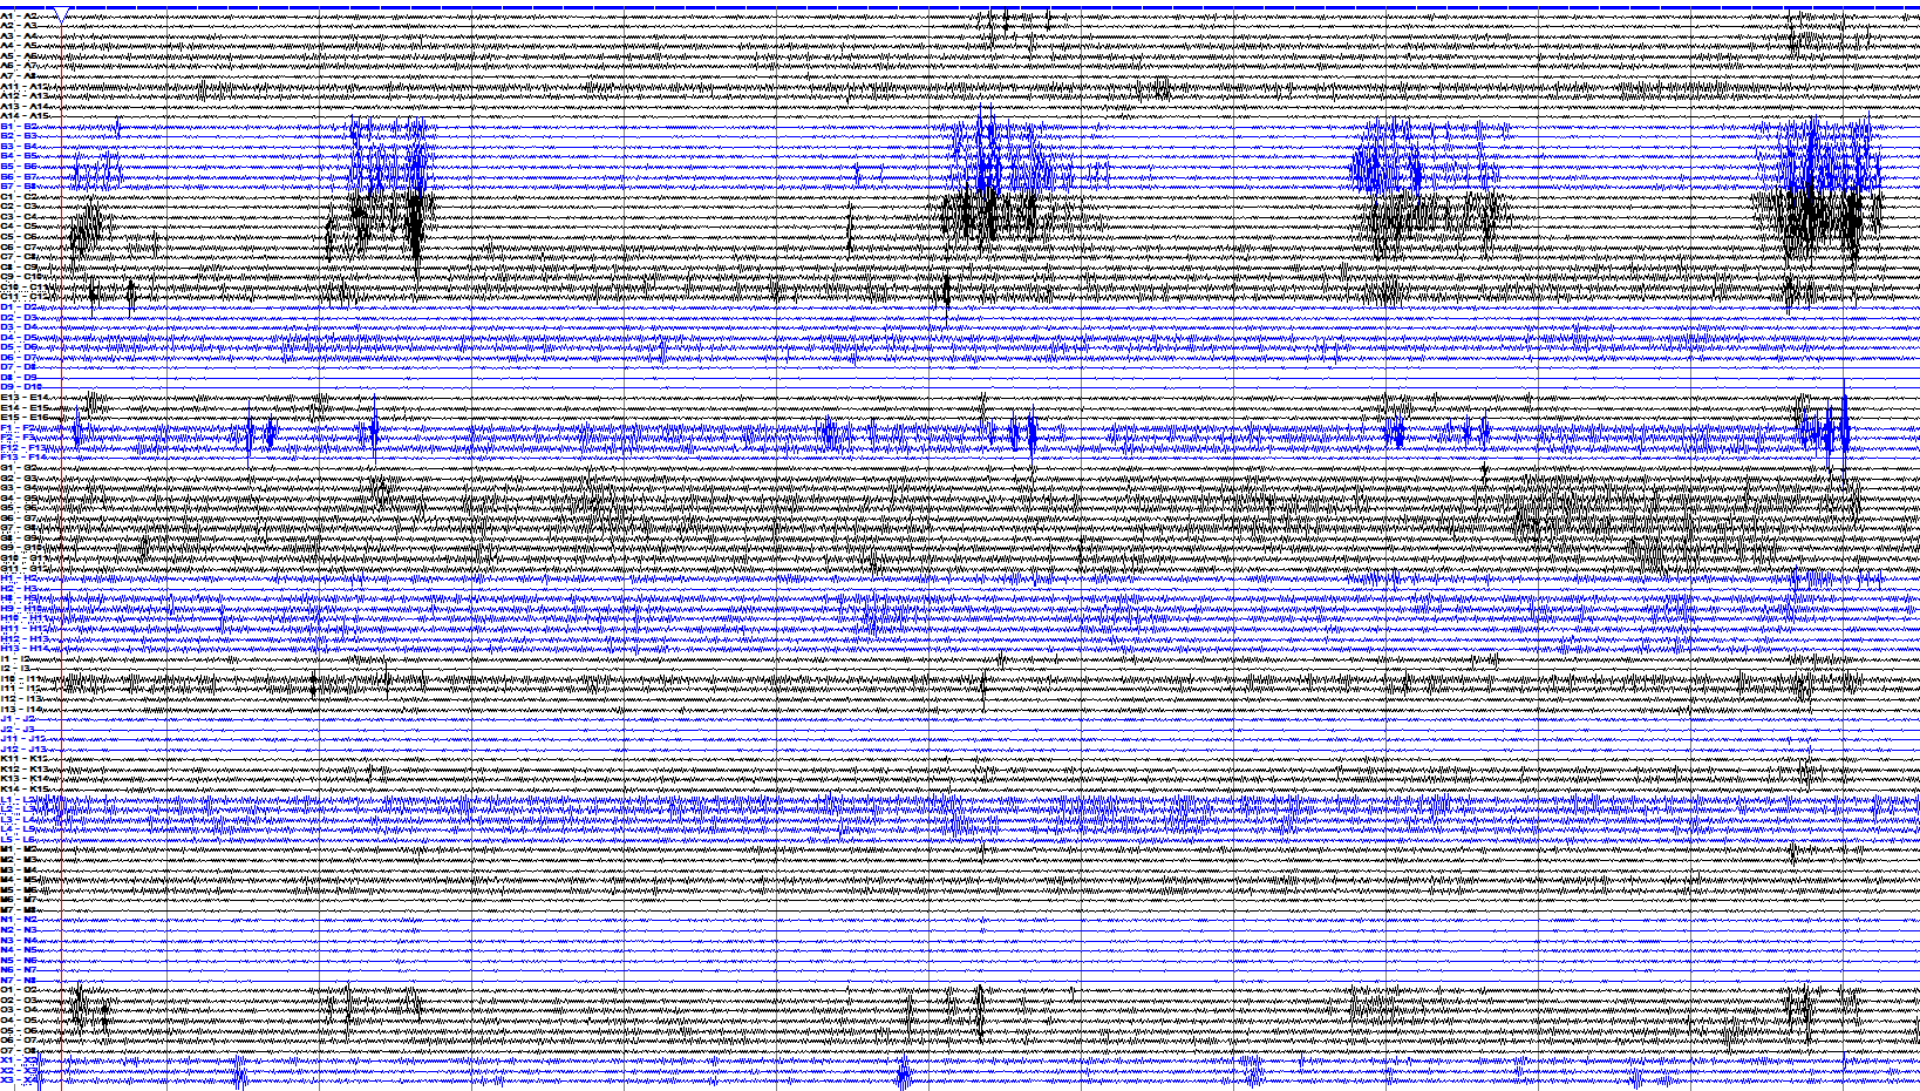 A1 - A2
A2 - A3
A3 - A4
A4 - A5
A5 - A6
A6 - A7
A7 - A8
A11 - A12
A12 - A13
A13 - A14
A14 - A15
B1 - B2
B2 - B3
B3 - B4
B4 - B5
B5 - B6
B6 - B7
B7 - B8
C1 - C2
C2 - C3
C3 - C4
C4 - C5
C5 - C6
C6 - C7
C7 - C8
C8 - C9
C9 - C10
C10 - C11
C11 - C12
D1 - D2
D2 - D3
D3 - D4
D4 - D5
D5 - D6
D6 - D7
D7 - D8
D8 - D9
D9 - D10
E13 - E14
E14 - E15
E15 - E16
F1 - F2
F2 - F3
F12 - F13
F13 - F14
G1 - G2
G2 - G3
G3 - G4
G4 - G5
G5 - G6
G6 - G7
G7 - G8
G8 - G9
G9 - G10
G10 - G11
G11 - G12
H1 - H2
H2 - H3
H8 - H9
H9 - H10
H10 - H11
H11 - H12
H12 - H13
H13 - H14
I1 - I2
I2 - I3
I10 - I11
I11 - I12
I12 - I13
I13 - I14
J1 - J2
J2 - J3
J11 - J12
J12 - J13
K11 - K12
K12 - K13
K13 - K14
K14 - K15
L1 - L2
L2 - L3
L3 - L4
L4 - L5
L5 - L6
M1 - M2
M2 - M3
M3 - M4
M4 - M5
M5 - M6
M6 - M7
M7 - M8
N1 - N2
N2 - N3
N3 - N4
N4 - N5
N5 - N6
N6 - N7
N7 - N8
O1 - O2
O2 - O3
O3 - O4
O4 - O5
O5 - O6
O6 - O7
O7 - O8
X1 - X2
X2 - X3
X3 - X4